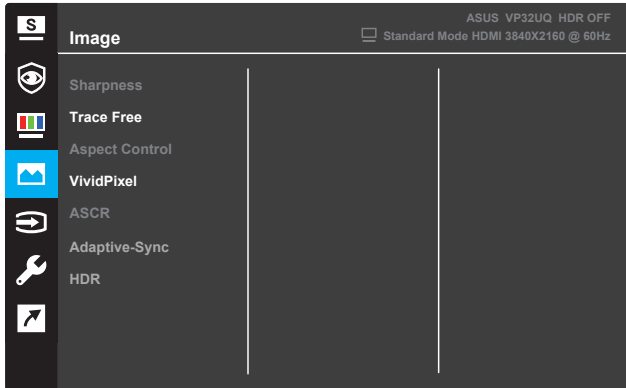 S
ASUS VP32UQ HDR OFF
Image
Standard Mode HDMI 3840X2160 @ 60Hz
Sharpness
Trace Free
Aspect Control
VividPixel
ASCR
Adaptive-Sync
HDR